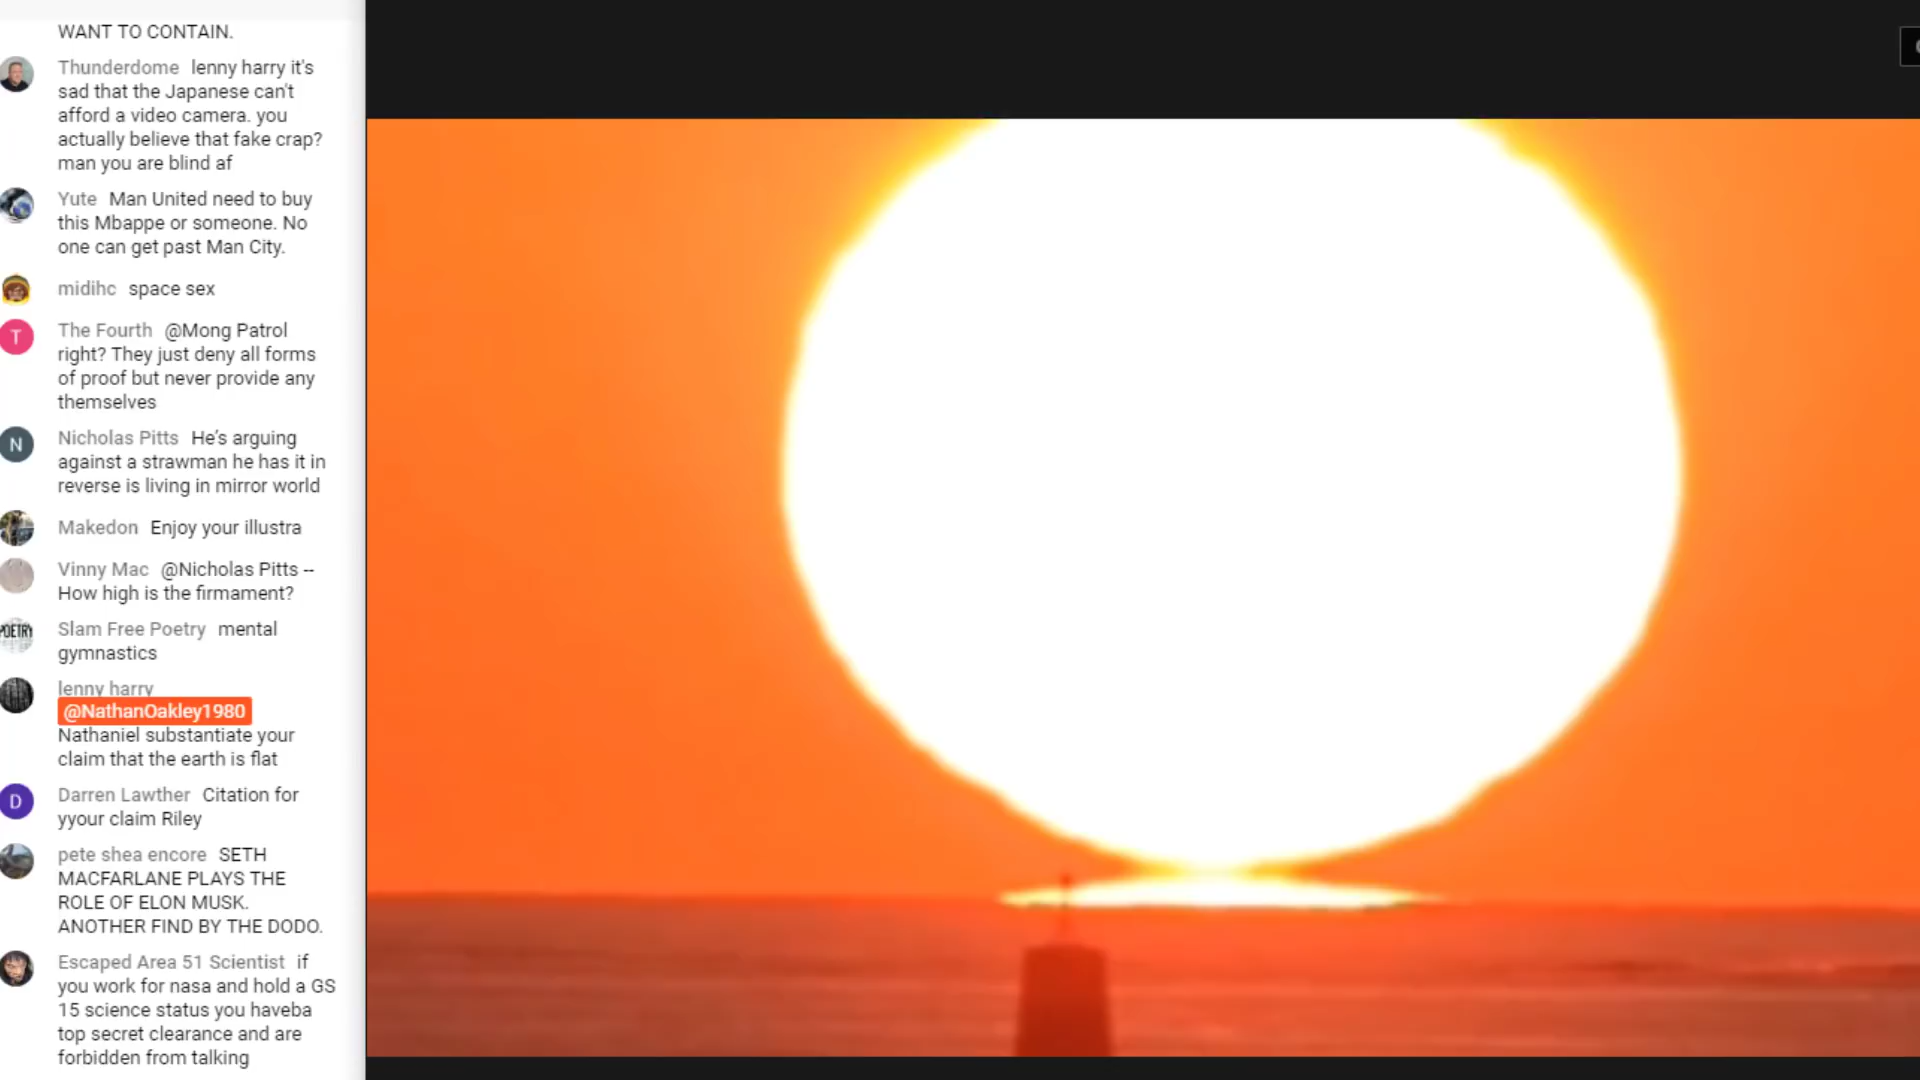 WANT TO CONTAIN.
Thunderdome lenny harry it's
sad that the Japanese can't
afford a video camera. you
actually believe that fake crap?
man you are blind af
Yute Man United need to buy
this Mbappe or someone. No
one can get past Man City.
midihc space sex
T
The Fourth @Mong Patrol
right? They just deny all forms
of proof but never provide any
themselves
N
Nicholas Pitts He's arguing
against a strawman he has it in
reverse is living in mirror world
Makedon Enjoy your illustra
Vinny Mac @Nicholas Pitts --
How high is the firmament?
POETRY
Slam Free Poetry mental
gymnastics
lenny harry
@NathanOakley1980
Nathaniel substantiate your
claim that the earth is flat
D
Darren Lawther Citation for
yyour claim Riley
pete shea encore SETH
MACFARLANE PLAYS THE
ROLE OF ELON MUSK.
ANOTHER FIND BY THE DODO.
Escaped Area 51 Scientist if
you work for nasa and hold a GS
15 science status you haveba
top secret clearance and are
forbidden from talking